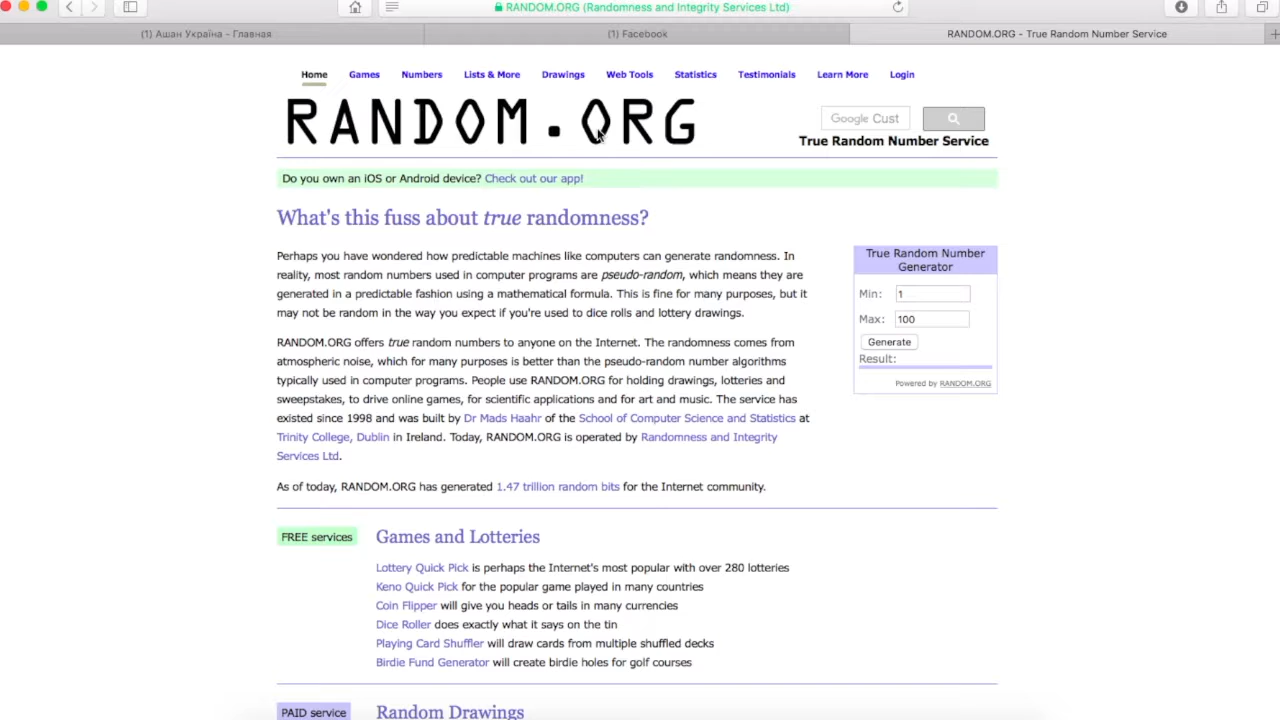 RANDOM.ORG (Randomness and Integrity Services Ltd)
(1) Ашан Україна - Главная
(1) Facebook
RANDOM.ORG - True Random Number Service
Home Games Numbers Lists & More Drawings Web Tools Statistics Testimonials Learn More Login
RANDOM.ORG
Google Cust
True Random Number Service
Do you own an iOS or Android device? Check out our app!
What's this fuss about true randomness?
Perhaps you have wondered how predictable machines like computers can generate randomness. In
reality, most random numbers used in computer programs are pseudo-random, which means they are
generated in a predictable fashion using a mathematical formula. This is fine for many purposes, but it
may not be random in the way you expect if you're used to dice rolls and lottery drawings.
RANDOM.ORG offers true random numbers to anyone on the Internet. The randomness comes from
atmospheric noise, which for many purposes is better than the pseudo-random number algorithms
typically used in computer programs. People use RANDOM.ORG for holding drawings, lotteries and
sweepstakes, to drive online games, for scientific applications and for art and music. The service has
existed since 1998 and was built by Dr Mads Haahr of the School of Computer Science and Statistics at
Trinity College, Dublin in Ireland. Today, RANDOM.ORG is operated by Randomness and Integrity
Services Ltd.
As of today, RANDOM.ORG has generated 1.47 trillion random bits for the Internet community.
True Random Number
Generator
Min: 1
Max: 100
Generate
Result:
Powered by RANDOM.ORG
FREE services
Games and Lotteries
Lottery Quick Pick is perhaps the Internet's most popular with over 280 lotteries
Keno Quick Pick for the popular game played in many countries
Coin Flipper will give you heads or tails in many currencies
Dice Roller does exactly what it says on the tin
Playing Card Shuffler will draw cards from multiple shuffled decks
Birdie Fund Generator will create birdie holes for golf courses
PAID service
Random Drawings